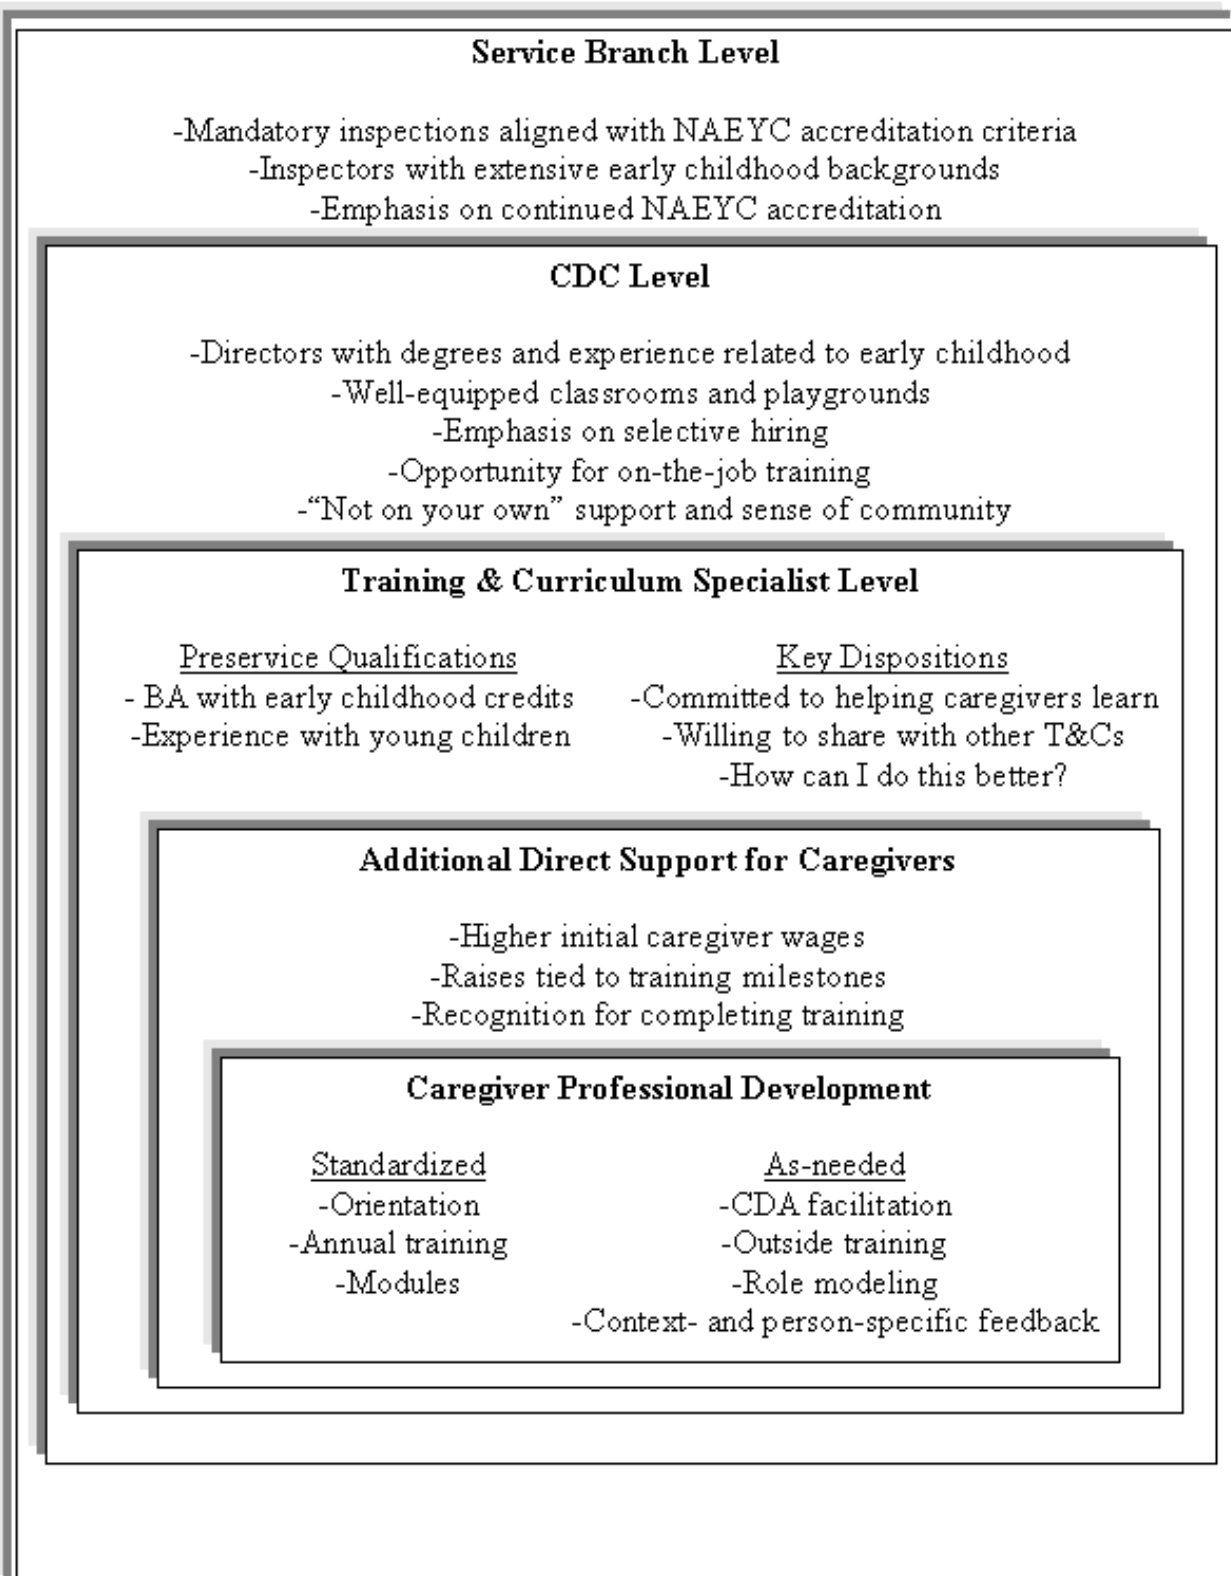 Service Branch Level
-Mandatory inspections aligned with NAEYC accreditation criteria
-Inspectors with extensive early childhood backgrounds
-Emphasis on continued NAEYC accreditation
CDC Level
-Directors with degrees and experience related to early childhood
-Well-equipped classrooms and playgrounds
-Emphasis on selective hiring
-Opportunity for on-the-job training
-“Not on your own” support and sense of community
Training & Curriculum Specialist Level
Preservice Qualifications
- BA with early childhood credits
-Experience with young children
Key Dispositions
-Committed to helping caregivers learn
-Willing to share with other T&Cs
-How can I do this better?
Additional Direct Support for Caregivers
-Higher initial caregiver wages
-Raises tied to training milestones
-Recognition for completing training
Caregiver Professional Development
Standardized
-Orientation
-Annual training
-Modules
As-needed
-CDA facilitation
-Outside training
-Role modeling
-Context- and person-specific feedback